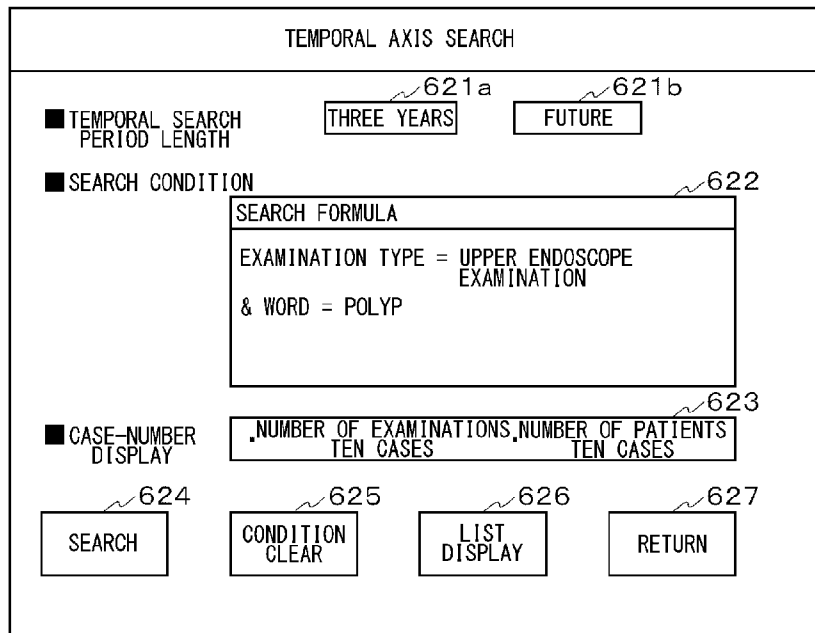 TEMPORAL AXIS SEARCH
621a 621b
■TEMPORAL SEARCH THREE YEARS FUTURE
PERIOD LENGTH
■SEARCH CONDITION 622
SEARCH FORMULA
EXAMINATION TYPE = UPPER ENDOSCOPE
EXAMINATION
& WORD = POLYP
623
■CASE-NUMBER .NUMBER OF EXAMINATIONS .NUMBER OF PATIENTS
DISPLAY TEN CASES TEN CASES
624 625 626 627
SEARCH CONDITION LIST RETURN
CLEAR DISPLAY